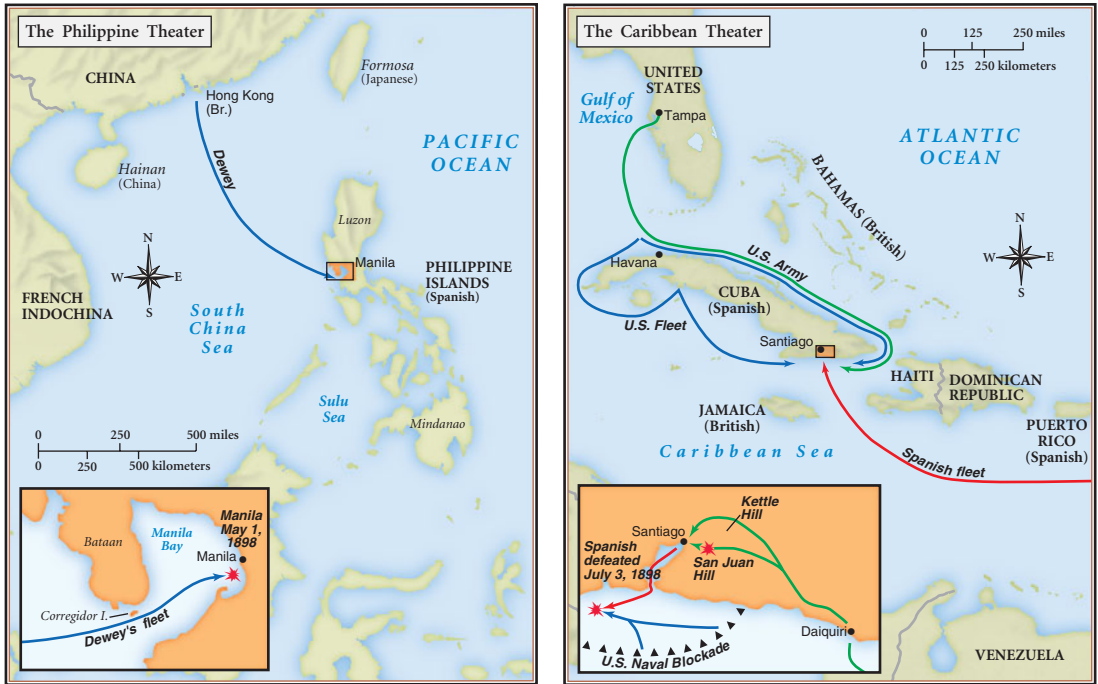 The Philippine Theater
CHINA
Formosa
(Japanese)
Hong Kong
(Br.)
PACIFIC
OCEAN
Dewey
Hainan
(China)
Luzon
N
W
E
S
Manila
PHILIPPINE
ISLANDS
(Spanish)
FRENCH
INDOCHINA
South
China
Sea
Sulu
Sea
Mindanao
0 250 500 miles
0 250 500 kilometers
Manila
May 1,
1898
Bataan
Manila
Bay
Manila
Corregidor I.
Dewey's fleet
The Caribbean Theater
0 125 250 miles
0 125 250 kilometers
UNITED
STATES
Gulf of
Mexico
Tampa
ATLANTIC
OCEAN
BAHAMAS (British)
N
W
E
S
Havana
U.S. Army
CUBA
(Spanish)
U.S. Fleet
Santiago
HAITI
DOMINICAN
REPUBLIC
JAMAICA
(British)
PUERTO
RICO
(Spanish)
Caribbean Sea
Spanish fleet
Kettle
Hill
Santiago
Spanish
defeated
July 3, 1898
San Juan
Hill
Daiquiri
U.S. Naval Blockade
VENEZUELA